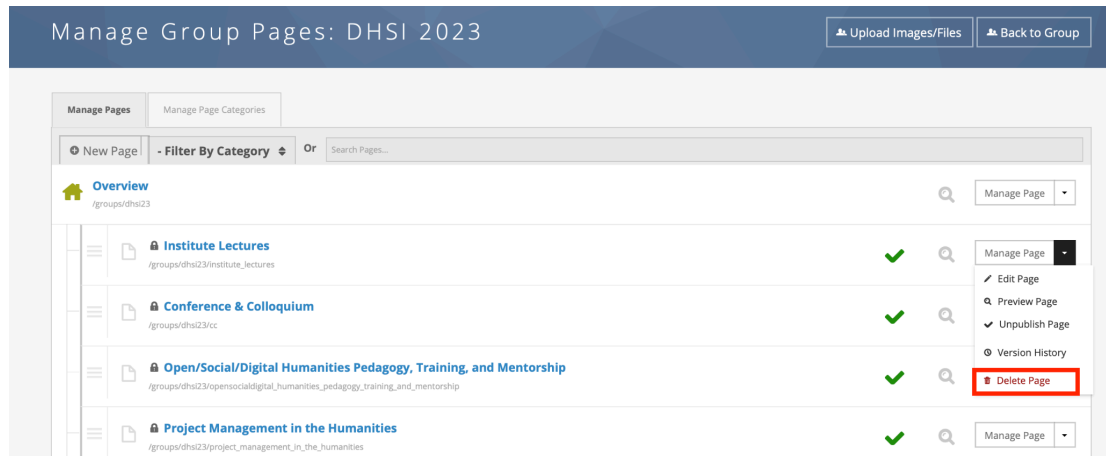 Manage Group Pages: DHSI 2023
Upload Images/Files
Back to Group
Manage Pages
Manage Page Categories
New Page
- Filter By Category
Or
Search Pages...
Overview
/groups/dhsi23
Manage Page
Institute Lectures
/groups/dhsi23/institute_lectures
Manage Page
Edit Page
Preview Page
Unpublish Page
Version History
Delete Page
Conference & Colloquium
/groups/dhsi23/cc
Open/Social/Digital Humanities Pedagogy, Training, and Mentorship
/groups/dhsi23/opensocialdigital_humanities_pedagogy_training_and_mentorship
Project Management in the Humanities
/groups/dhsi23/project_management_in_the_humanities
Manage Page